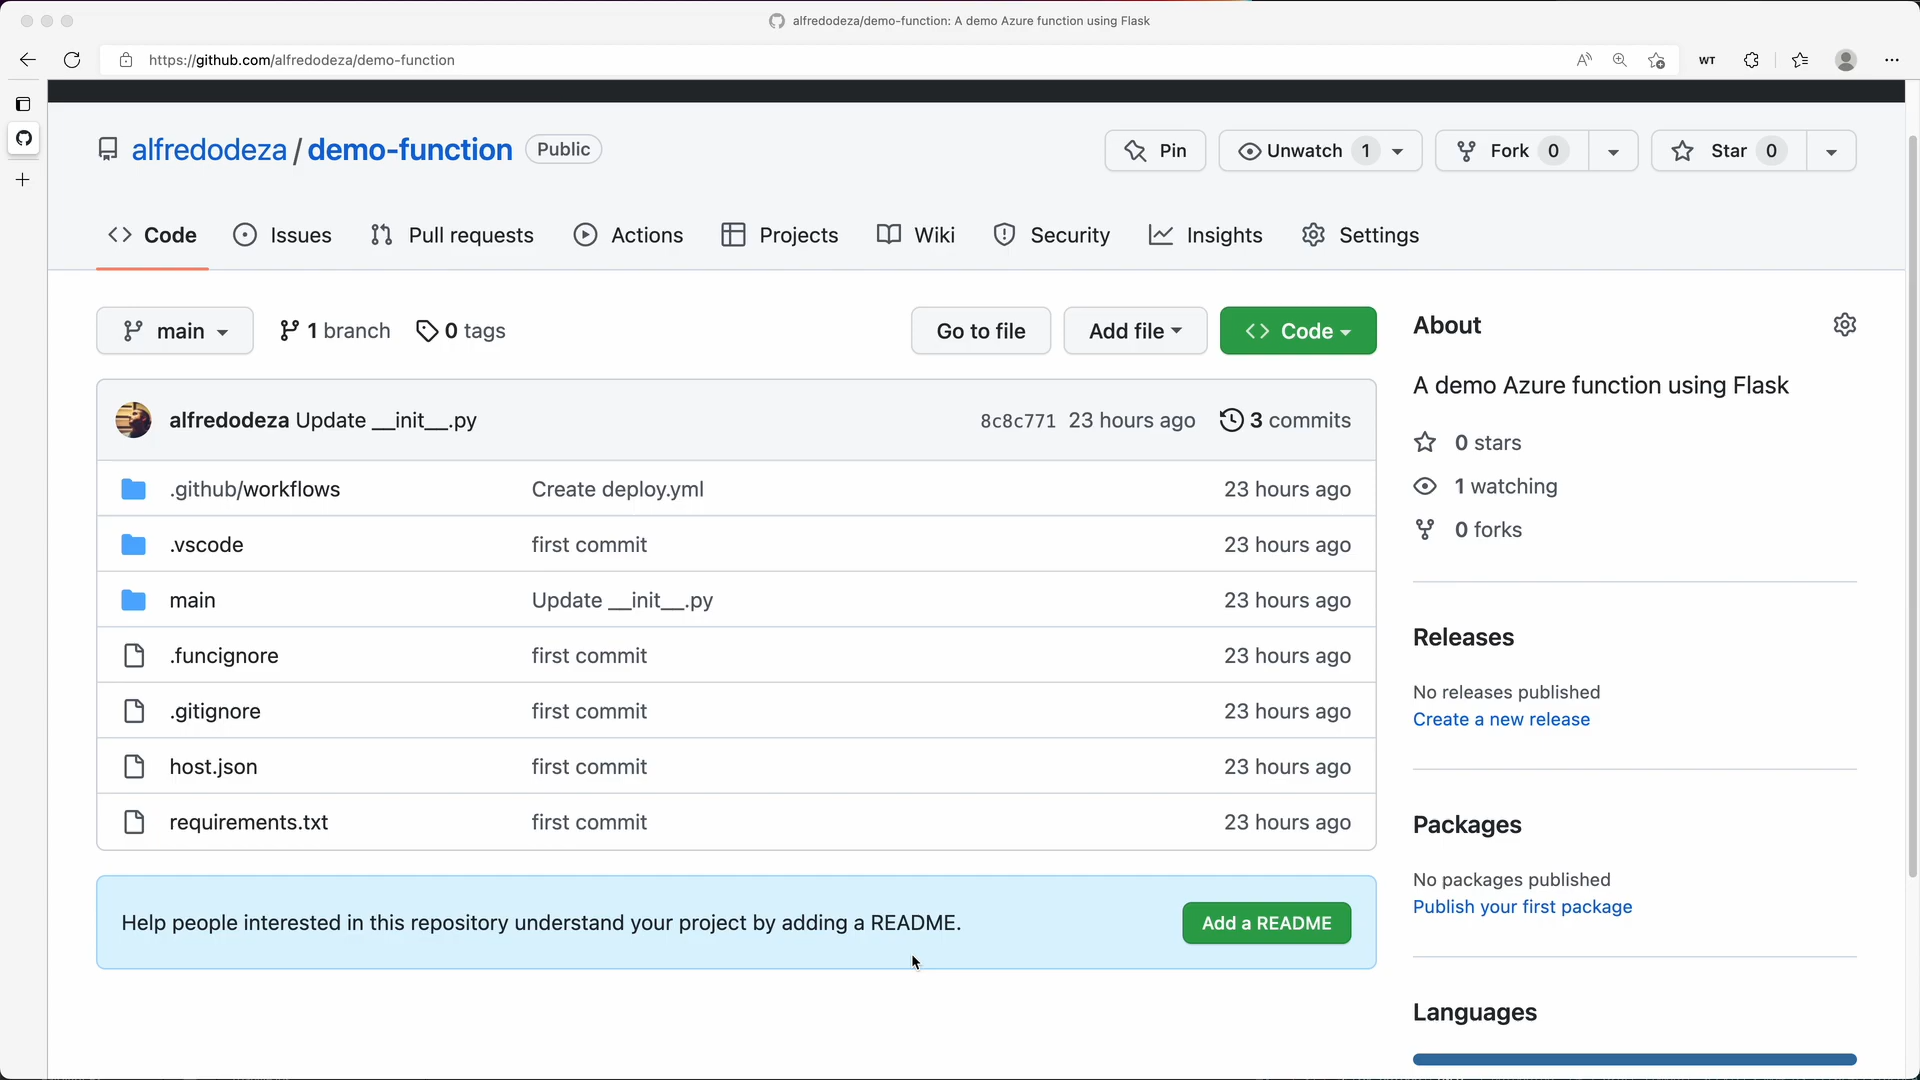 alfredodeza/demo-function: A demo Azure function using Flask
https://github.com/alfredodeza/demo-function
WT
alfredodeza / demo-function Public
Pin
Unwatch 1
Fork 0
Star 0
Code
Issues
Pull requests
Actions
Projects
Wiki
Security
Insights
Settings
main
1 branch
0 tags
Go to file
Add file
Code
alfredodeza Update __init__.py 8c8c771 23 hours ago 3 commits
.github/workflows Create deploy.yml 23 hours ago
.vscode first commit 23 hours ago
main Update __init__.py 23 hours ago
.funcignore first commit 23 hours ago
.gitignore first commit 23 hours ago
host.json first commit 23 hours ago
requirements.txt first commit 23 hours ago
Help people interested in this repository understand your project by adding a README.
Add a README
About
A demo Azure function using Flask
0 stars
1 watching
0 forks
Releases
No releases published
Create a new release
Packages
No packages published
Publish your first package
Languages